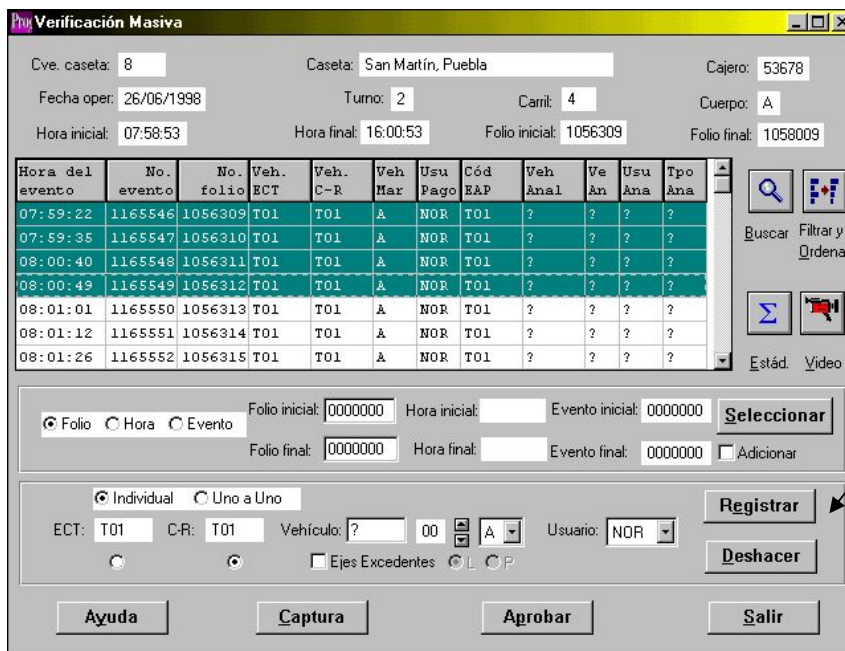 Prog Verificación Masiva
Cve. caseta: 8 Caseta: San Martín, Puebla Cajero: 53678
Fecha oper: 26/06/1998 Turno: 2 Carril: 4 Cuerpo: A
Hora inicial: 07:58:53 Hora final: 16:00:53 Folio inicial: 1056309 Folio final: 1058009
Hora del evento No. evento No. folio Veh. ECT Veh. C-R Veh Mar Usu Pago Cód EAP Veh Anal Ve An Usu Ana Tpo Ana
07:59:22 1165546 1056309 T01 T01 A NOR T01 ? ? ? ?
07:59:35 1165547 1056310 T01 T01 A NOR T01 ? ? ? ?
08:00:40 1165548 1056311 T01 T01 A NOR T01 ? ? ? ?
08:00:49 1165549 1056312 T01 T01 A NOR T01 ? ? ? ?
08:01:01 1165550 1056313 T01 T01 A NOR T01 ? ? ? ?
08:01:12 1165551 1056314 T01 T01 A NOR T01 ? ? ? ?
08:01:26 1165552 1056315 T01 T01 A NOR T01 ? ? ? ?
Buscar Filtrar y Ordena
Σ
Estád. Video
Folio Hora Evento Folio inicial: 0000000 Hora inicial: Evento inicial: 0000000 Seleccionar
Folio final: 0000000 Hora final: Evento final: 0000000 Adicionar
Individual Uno a Uno Registrar
ECT: T01 C-R: T01 Vehículo: ? 00 A Usuario: NOR
Ejes Excedentes L P Deshacer
Ayuda Captura Aprobar Salir